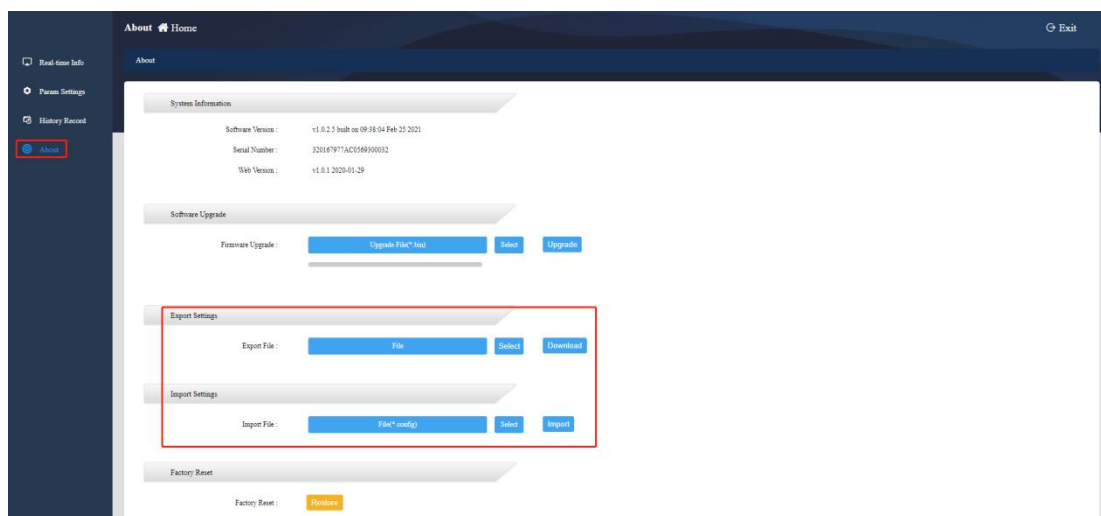 About Home
Exit
Real-time Info
Param Settings
History Record
About
About
System Information
Software Version : v1.0.2.5 built on 09:38:04 Feb 25 2021
Serial Number : 320167977AC0569300032
Web Version : v1.0.1 2020-01-29
Software Upgrade
Firmware Upgrade : Upgrade File(*.bin) Select Upgrade
Export Settings
Export File : File Select Download
Import Settings
Import File : File(*.config) Select Import
Factory Reset
Factory Reset : Restore